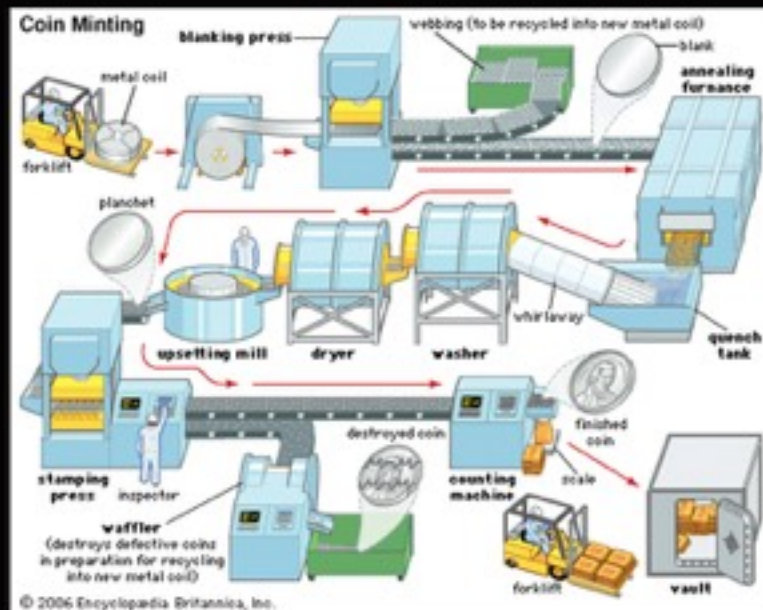 Coin Minting
blanking press
webbing (to be recycled into new metal coil)
blank
annealing
furnance
metal coil
forklift
planchet
whirlaway
quench
tank
upsetting mill
dryer
washer
destroyed coin
finished
coin
stamping
press
inspector
counting
machine
scale
waffler
(destroys defective coins
in preparation for recycling
into new metal coil)
forklift
vault
© 2006 Encyclopædia Britannica, Inc.